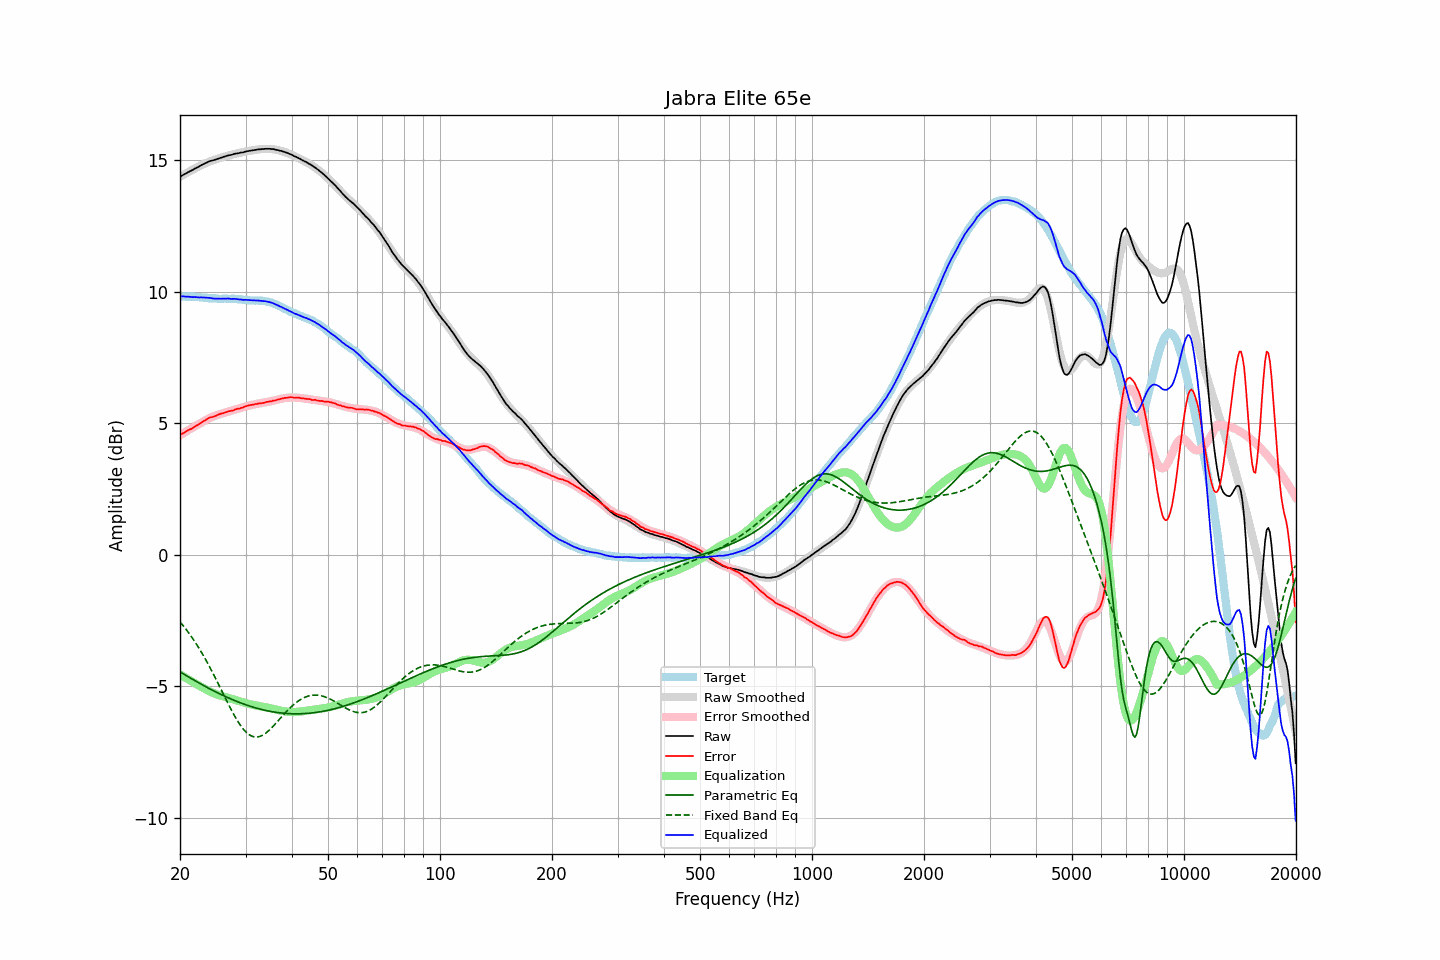 Jabra Elite 65e
Amplitude (dBr)
15
10
5
0
−5
−10
Target
Raw Smoothed
Error Smoothed
Raw
Error
Equalization
Parametric Eq
Fixed Band Eq
Equalized
20 50 100 200 500 1000 2000 5000 10000 20000
Frequency (Hz)